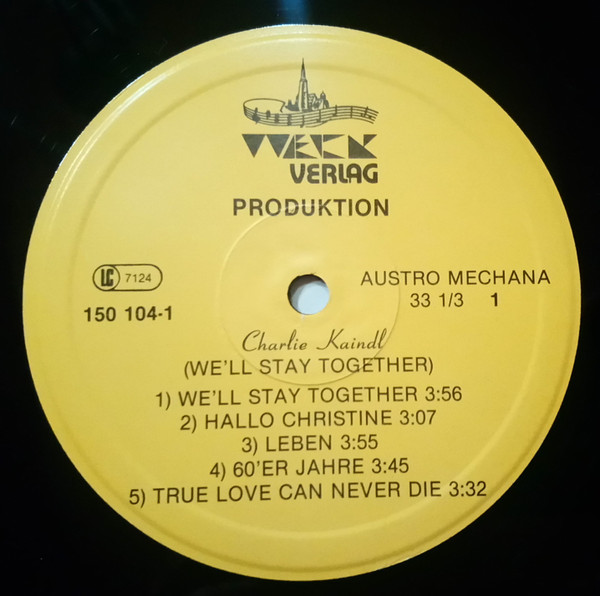 WECK
VERLAG
PRODUKTION
LC 7124
150 104-1
AUSTRO MECHANA
33 1/3 1
Charlie Kaindl
(WE'LL STAY TOGETHER)
1) WE'LL STAY TOGETHER 3:56
2) HALLO CHRISTINE 3:07
3) LEBEN 3:55
4) 60'ER JAHRE 3:45
5) TRUE LOVE CAN NEVER DIE 3:32